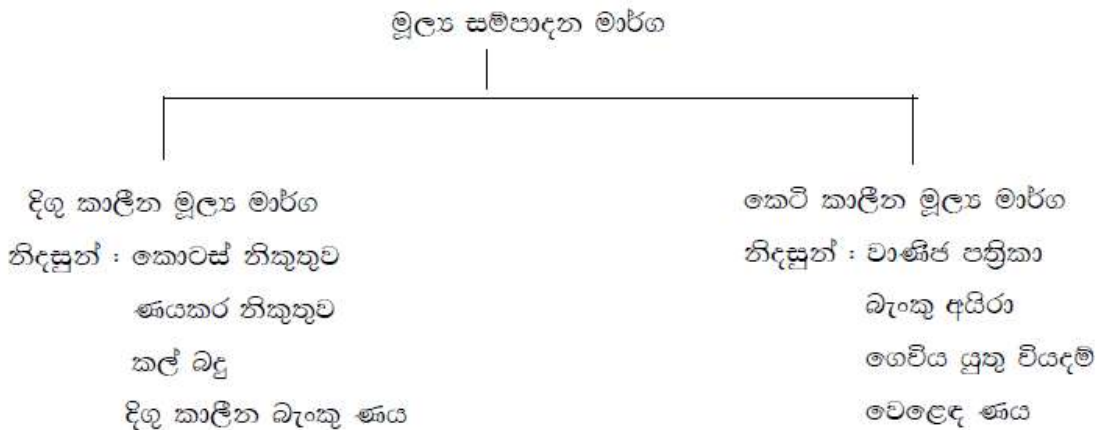 මූල්‍ය සම්පාදන මාර්ග
දිගු කාලීන මූල්‍ය මාර්ග
නිදසුන් : කොටස් නිකුතුව
ණයකර නිකුතුව
කල් බදු
දිගු කාලීන බැංකු ණය
කෙටි කාලීන මූල්‍ය මාර්ග
නිදසුන් : වාණිජ පත්‍රිකා
බැංකු අයිරා
ගෙවිය යුතු වියදම්
වෙළෙඳ ණය